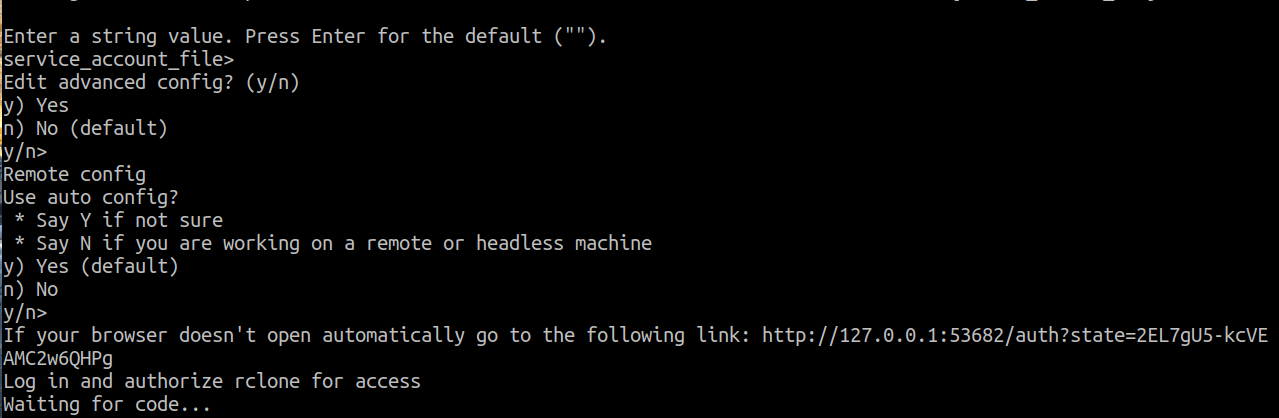 Enter a string value. Press Enter for the default ("").
service_account_file>
Edit advanced config? (y/n)
y) Yes
n) No (default)
y/n>
Remote config
Use auto config?
 * Say Y if not sure
 * Say N if you are working on a remote or headless machine
y) Yes (default)
n) No
y/n>
If your browser doesn't open automatically go to the following link: http://127.0.0.1:53682/auth?state=2EL7gU5-kcVE
AMC2w6QHPg
Log in and authorize rclone for access
Waiting for code...